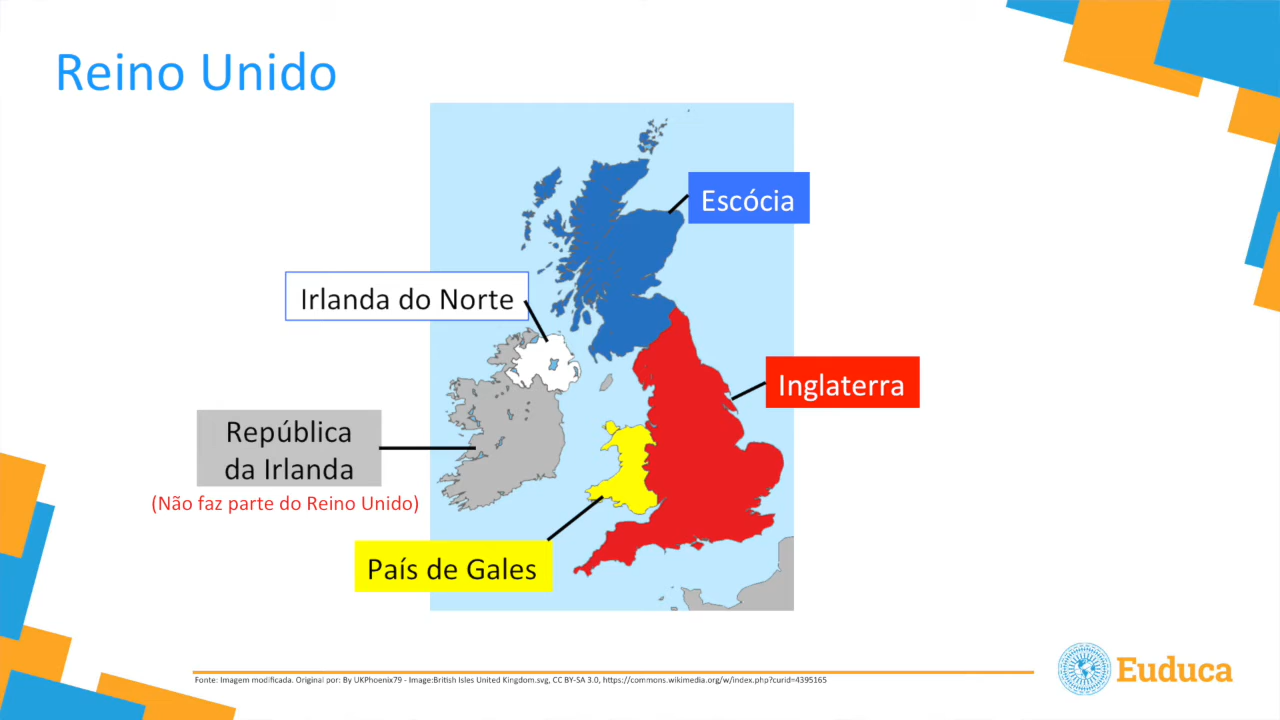 Reino Unido
Escócia
Irlanda do Norte
Inglaterra
República
da Irlanda
(Não faz parte do Reino Unido)
País de Gales
Fonte: Imagem modificada. Original por: By UKPhoenix79 - Image:British Isles United Kingdom.svg, CC BY-SA 3.0, https://commons.wikimedia.org/w/index.php?curid=4395165
Euduca